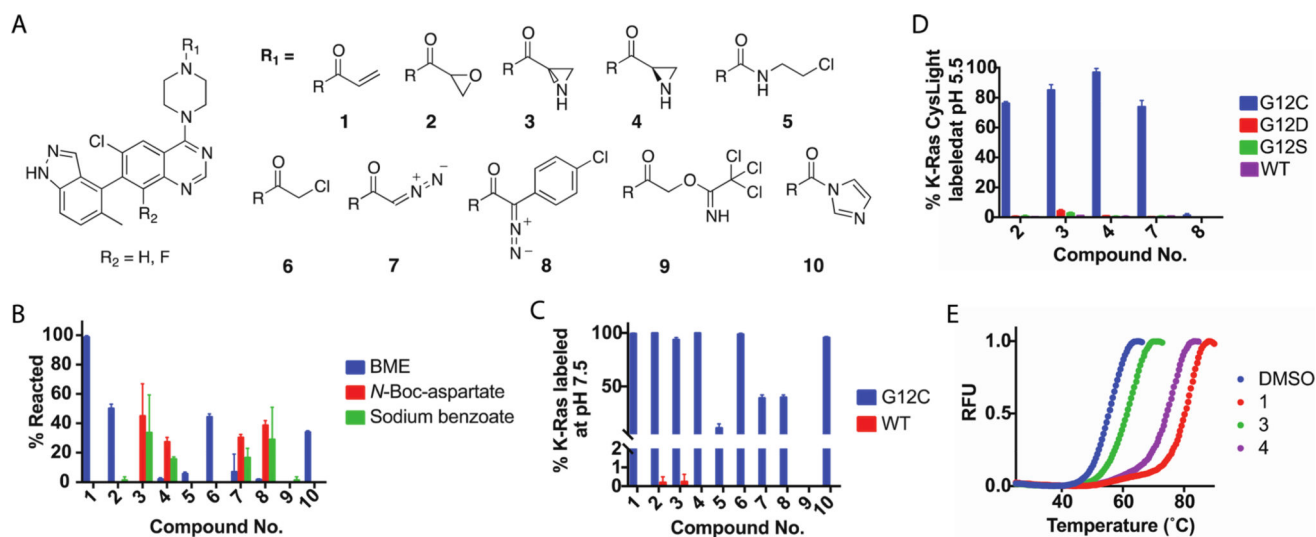 A
R₁
N
N
Cl
N
N
N
HN
R₂
R₂ = H, F
R₁ =
O
R
1
O
R
O
2
O
R
N
H
3
O
R
N
H
4
O
R
N
H
Cl
5
O
R
Cl
6
O
R
N⁺
N⁻
7
O
R
Cl
N⁺
N⁻
8
O
R
O
NH
Cl
Cl
Cl
9
O
R
N
N
10
B
% Reacted
100
80
60
40
20
0
1 2 3 4 5 6 7 8 9 10
Compound No.
BME
N-Boc-aspartate
Sodium benzoate
C
% K-Ras labeled
at pH 7.5
100
50
2
1
0
1 2 3 4 5 6 7 8 9 10
Compound No.
G12C
WT
D
% K-Ras CysLight
labeledat pH 5.5
100
80
60
40
20
0
2 3 4 7 8
Compound No.
G12C
G12D
G12S
WT
E
RFU
1.0
0.5
0.0
40 60 80
Temperature (˚C)
DMSO
1
3
4